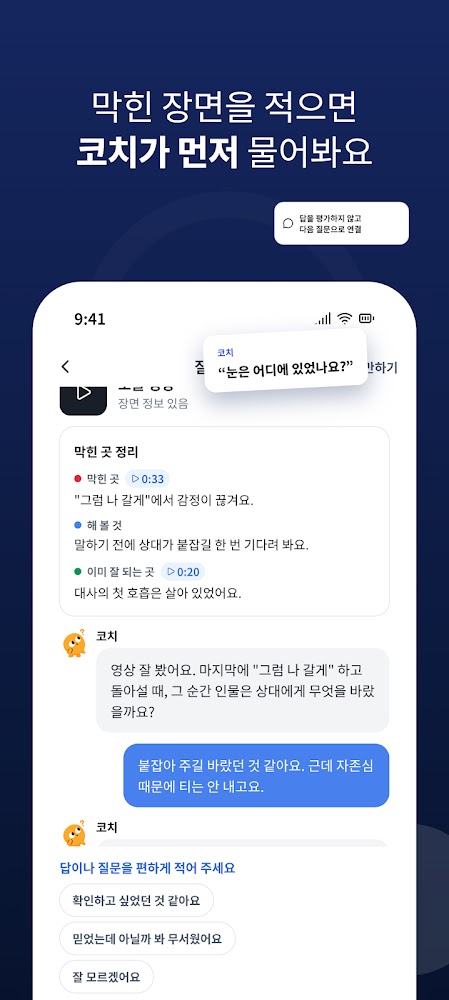 막힌 장면을 적으면
코치가 먼저 물어봐요
답을 평가하지 않고
다음 질문으로 연결
9:41
코치
“눈은 어디에 있었나요?”
장면 정보 있음
막힌 곳 정리
막힌 곳 0:33
"그럼 나 갈게"에서 감정이 끊겨요.
해 볼 것
말하기 전에 상대가 붙잡길 한 번 기다려 봐요.
이미 잘 되는 곳 0:20
대사의 첫 호흡은 살아 있었어요.
코치
영상 잘 봤어요. 마지막에 "그럼 나 갈게" 하고
돌아설 때, 그 순간 인물은 상대에게 무엇을 바랐
을까요?
붙잡아 주길 바랐던 것 같아요. 근데 자존심
때문에 티는 안 내고요.
코치
답이나 질문을 편하게 적어 주세요
확인하고 싶었던 것 같아요
믿었는데 아닐까 봐 무서웠어요
잘 모르겠어요